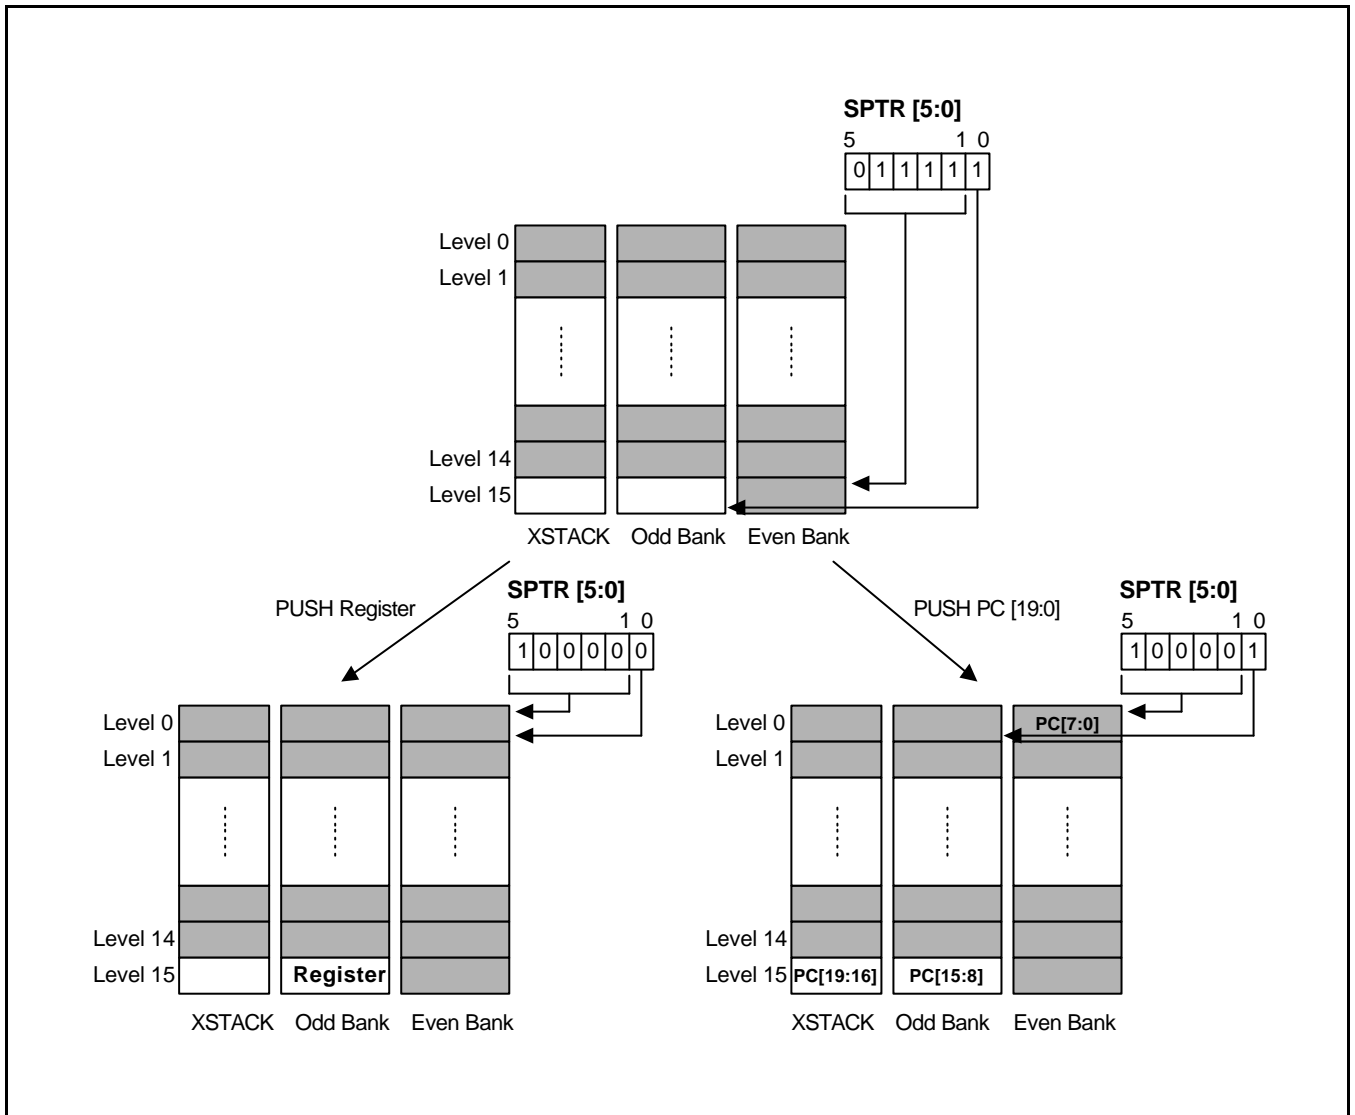 SPTR [5:0]
5 1 0
0 1 1 1 1 1
Level 0
Level 1
Level 14
Level 15
XSTACK Odd Bank Even Bank
PUSH Register
SPTR [5:0]
5 1 0
1 0 0 0 0 0
Level 0
Level 1
Level 14
Level 15 Register
XSTACK Odd Bank Even Bank
PUSH PC [19:0]
SPTR [5:0]
5 1 0
1 0 0 0 0 1
Level 0 PC[7:0]
Level 1
Level 14
Level 15 PC[19:16] PC[15:8]
XSTACK Odd Bank Even Bank